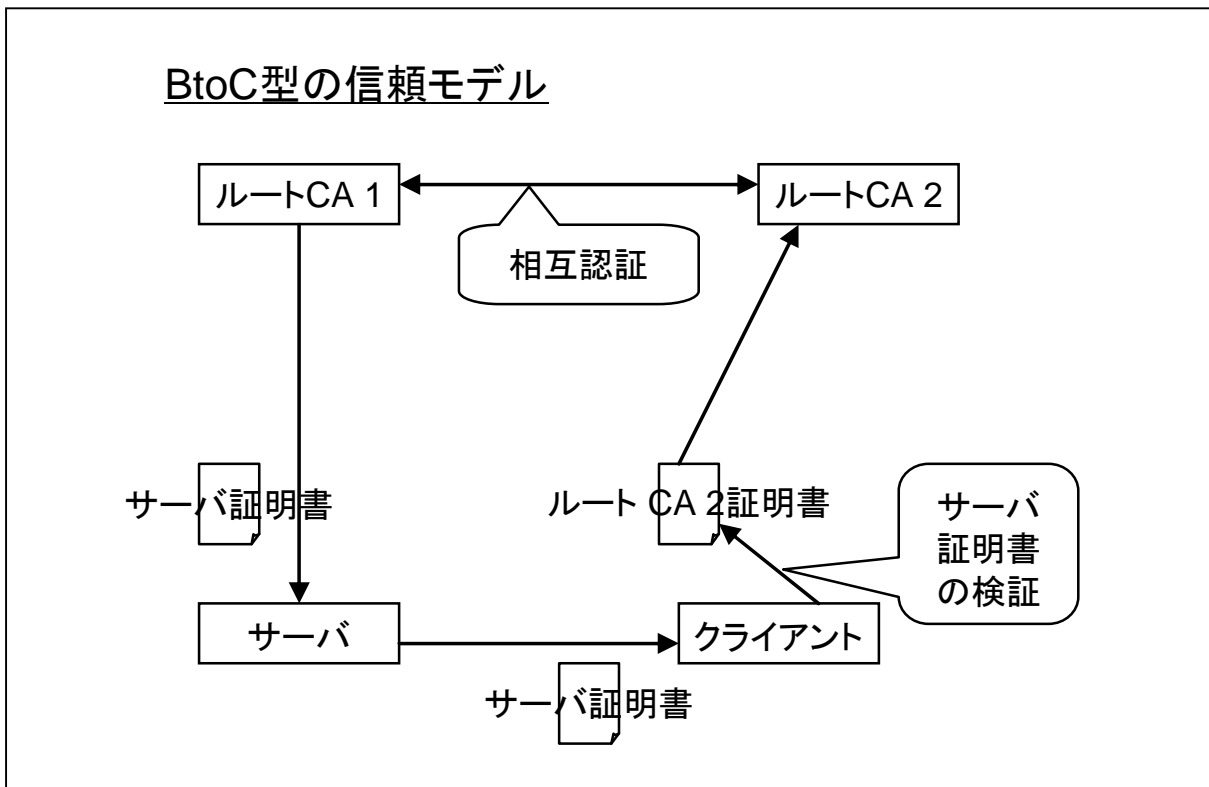 BtoC型の信頼モデル
ルートCA 1
ルートCA 2
相互認証
サーバ証明書
ルート CA 2証明書
サーバ
証明書
の検証
サーバ
クライアント
サーバ証明書